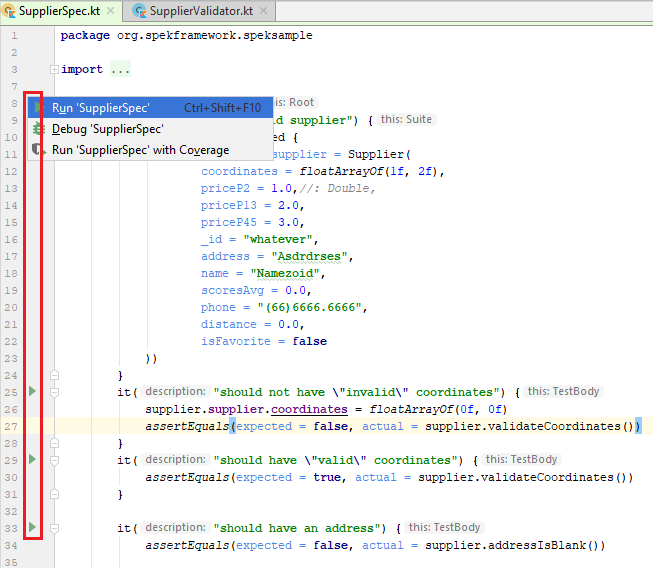 SupplierSpec.kt SupplierValidator.kt
1 package org.spekframework.speksample
2
3 import ...
7
8 this: Root
Run 'SupplierSpec' Ctrl+Shift+F10
9 d supplier") { this: Suite
Debug 'SupplierSpec'
10 ed {
11 supplier = Supplier(
Run 'SupplierSpec' with Coverage
12 coordinates = floatArrayOf(1f, 2f),
13 priceP2 = 1.0,//: Double,
14 priceP13 = 2.0,
15 priceP45 = 3.0,
16 _id = "whatever",
17 address = "Asdrdrses",
18 name = "Namezoid",
19 scoresAvg = 0.0,
20 phone = "(66)6666.6666",
21 distance = 0.0,
22 isFavorite = false
23 ))
24 }
25 it( description: "should not have \"invalid\" coordinates") { this: TestBody
26 supplier.supplier.coordinates = floatArrayOf(0f, 0f)
27 assertEquals(expected = false, actual = supplier.validateCoordinates())
28 }
29 it( description: "should have \"valid\" coordinates") { this: TestBody
30 assertEquals(expected = true, actual = supplier.validateCoordinates())
31 }
32
33 it( description: "should have an address") { this: TestBody
34 assertEquals(expected = false, actual = supplier.addressIsBlank())
35